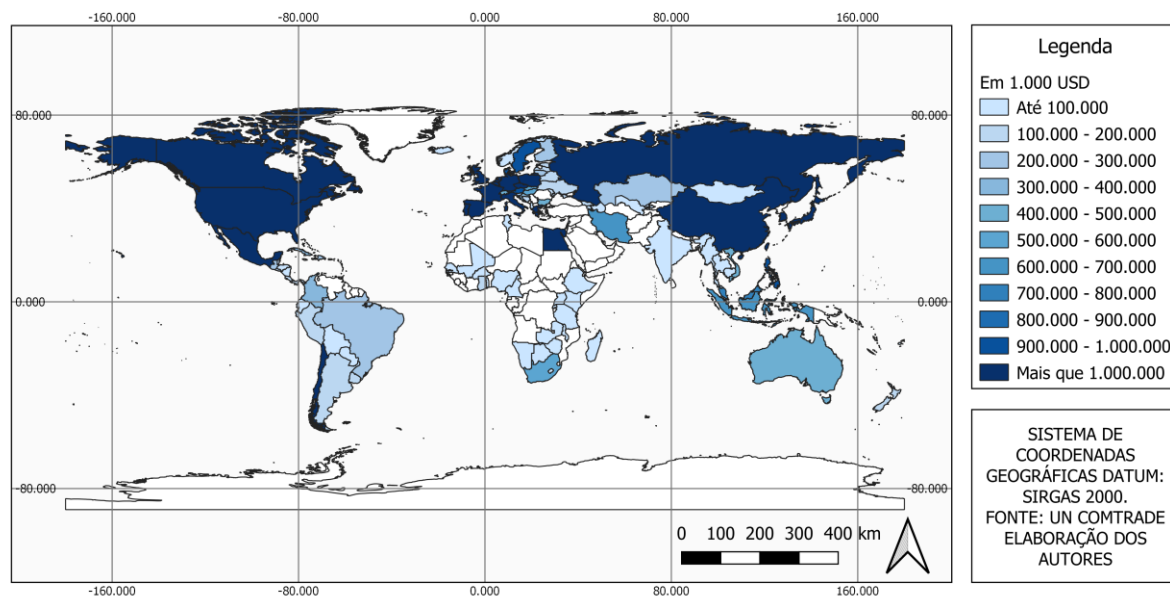 -160.000 -80.000 0.000 80.000 160.000
80.000 80.000
0.000 0.000
-80.000 -80.000
0 100 200 300 400 km
-160.000 -80.000 0.000 80.000 160.000
Legenda
Em 1.000 USD
Até 100.000
100.000 - 200.000
200.000 - 300.000
300.000 - 400.000
400.000 - 500.000
500.000 - 600.000
600.000 - 700.000
700.000 - 800.000
800.000 - 900.000
900.000 - 1.000.000
Mais que 1.000.000
SISTEMA DE
COORDENADAS
GEOGRÁFICAS DATUM:
SIRGAS 2000.
FONTE: UN COMTRADE
ELABORAÇÃO DOS
AUTORES